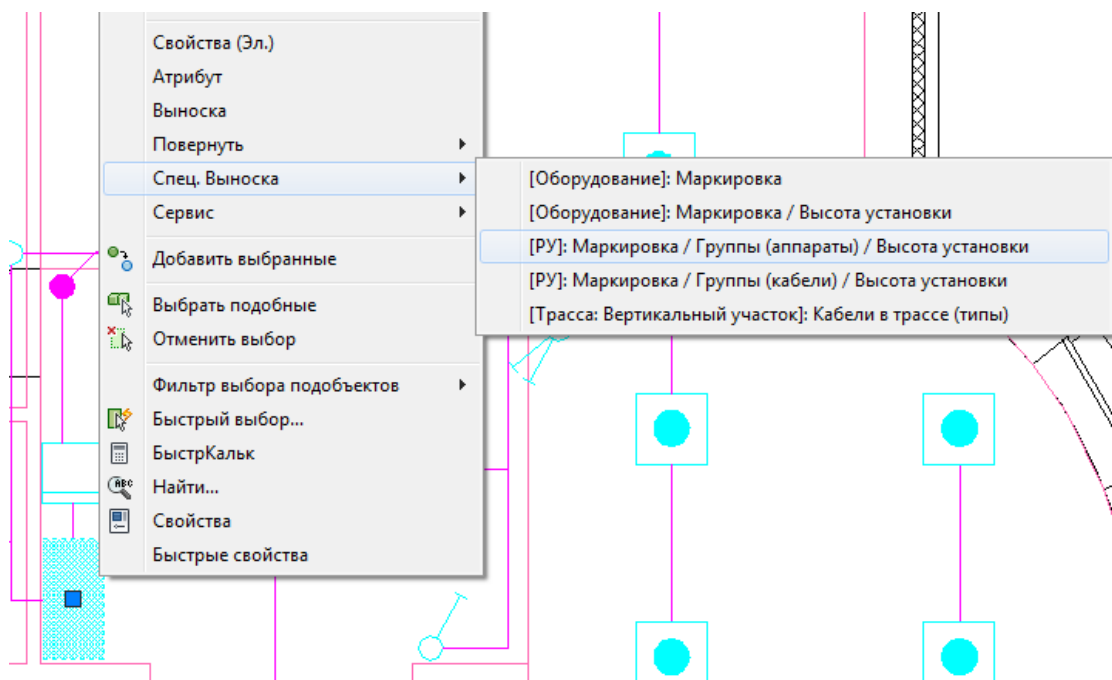 Свойства (Эл.)
Атрибут
Выноска
Повернуть
Спец. Выноска
Сервис
Добавить выбранные
Выбрать подобные
Отменить выбор
Фильтр выбора подобъектов
Быстрый выбор...
БыстрКальк
Найти...
Свойства
Быстрые свойства
[Оборудование]: Маркировка
[Оборудование]: Маркировка / Высота установки
[РУ]: Маркировка / Группы (аппараты) / Высота установки
[РУ]: Маркировка / Группы (кабели) / Высота установки
[Трасса: Вертикальный участок]: Кабели в трассе (типы)
ABC